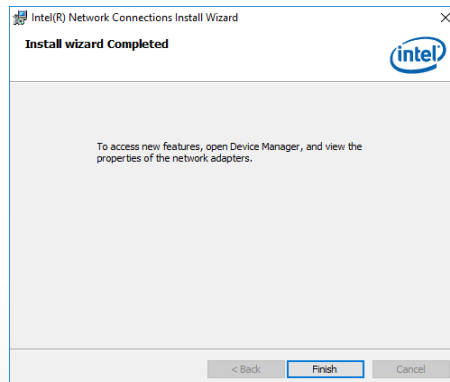 Intel(R) Network Connections Install Wizard
Install wizard Completed
intel
To access new features, open Device Manager, and view the
properties of the network adapters.
< Back
Finish
Cancel